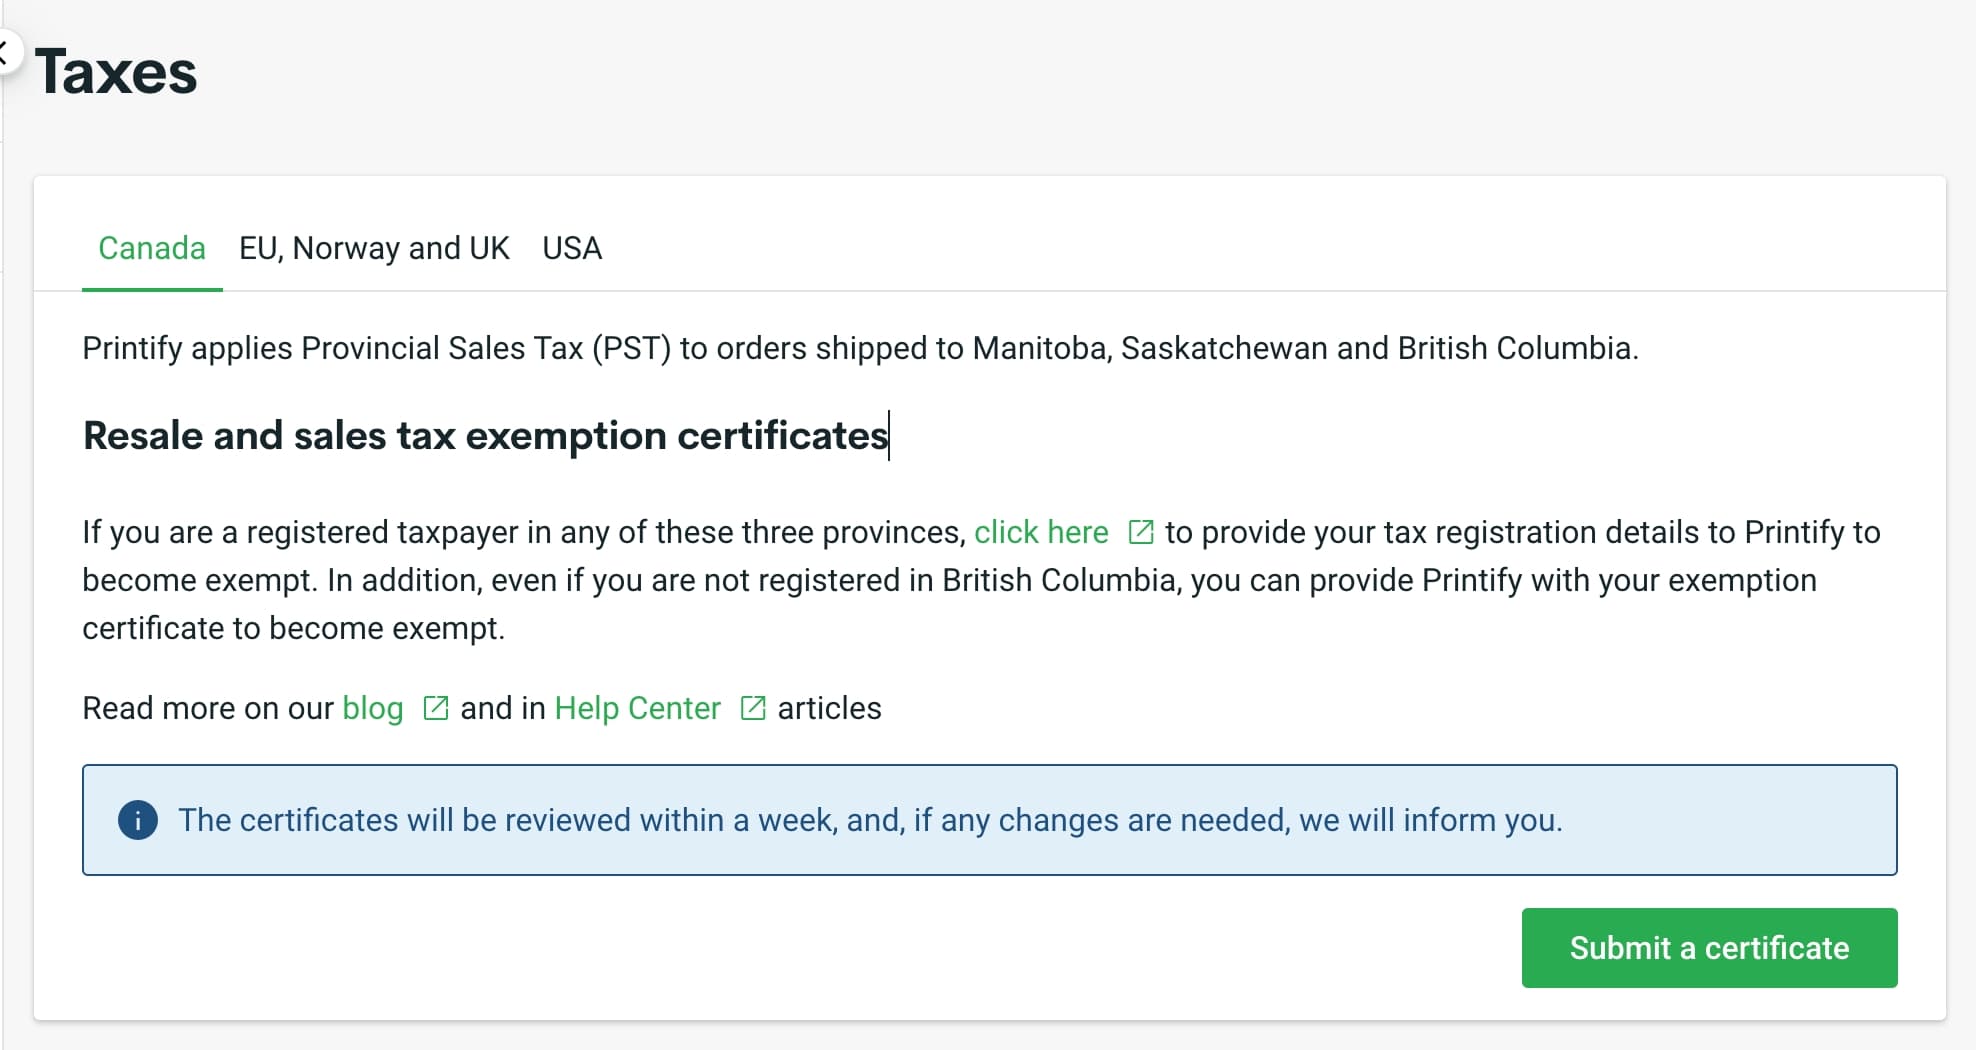 Taxes
Canada EU, Norway and UK USA
Printify applies Provincial Sales Tax (PST) to orders shipped to Manitoba, Saskatchewan and British Columbia.
Resale and sales tax exemption certificates
If you are a registered taxpayer in any of these three provinces, click here to provide your tax registration details to Printify to
become exempt. In addition, even if you are not registered in British Columbia, you can provide Printify with your exemption
certificate to become exempt.
Read more on our blog and in Help Center articles
The certificates will be reviewed within a week, and, if any changes are needed, we will inform you.
Submit a certificate